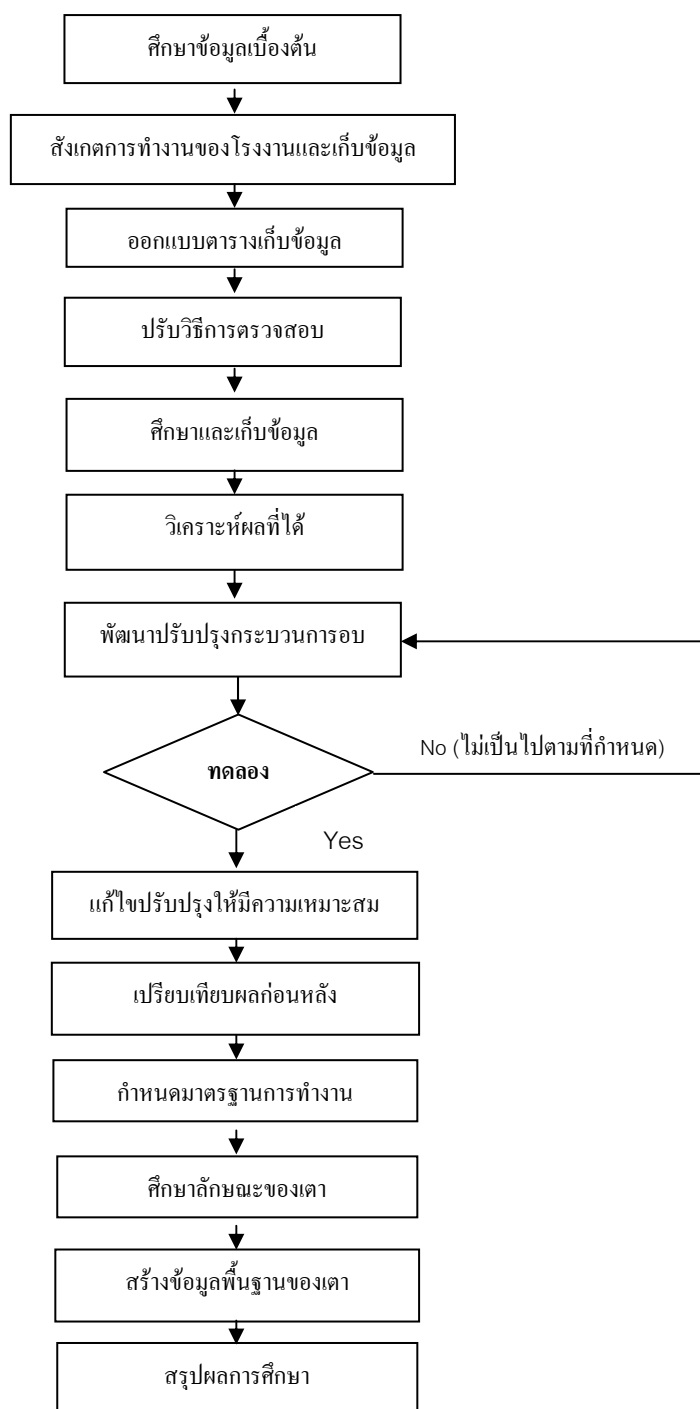 ศึกษาข้อมูลเบื้องต้น
สังเกตการทำงานของโรงงานและเก็บข้อมูล
ออกแบบตารางเก็บข้อมูล
ปรับวิธีการตรวจสอบ
ศึกษาและเก็บข้อมูล
วิเคราะห์ผลที่ได้
พัฒนาปรับปรุงกระบวนการอบ
ทดลอง
No (ไม่เป็นไปตามที่กำหนด)
Yes
แก้ไขปรับปรุงให้มีความเหมาะสม
เปรียบเทียบผลก่อนหลัง
กำหนดมาตรฐานการทำงาน
ศึกษาลักษณะของเตา
สร้างข้อมูลพื้นฐานของเตา
สรุปผลการศึกษา